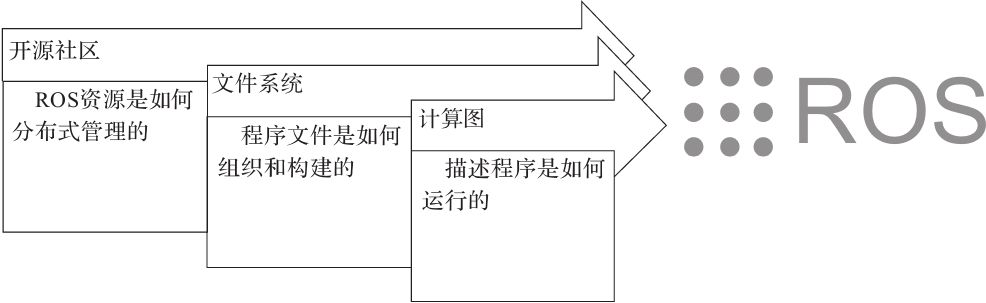 开源社区
ROS资源是如何
分布式管理的
文件系统
程序文件是如何
组织和构建的
计算图
描述程序是如何
运行的
ROS